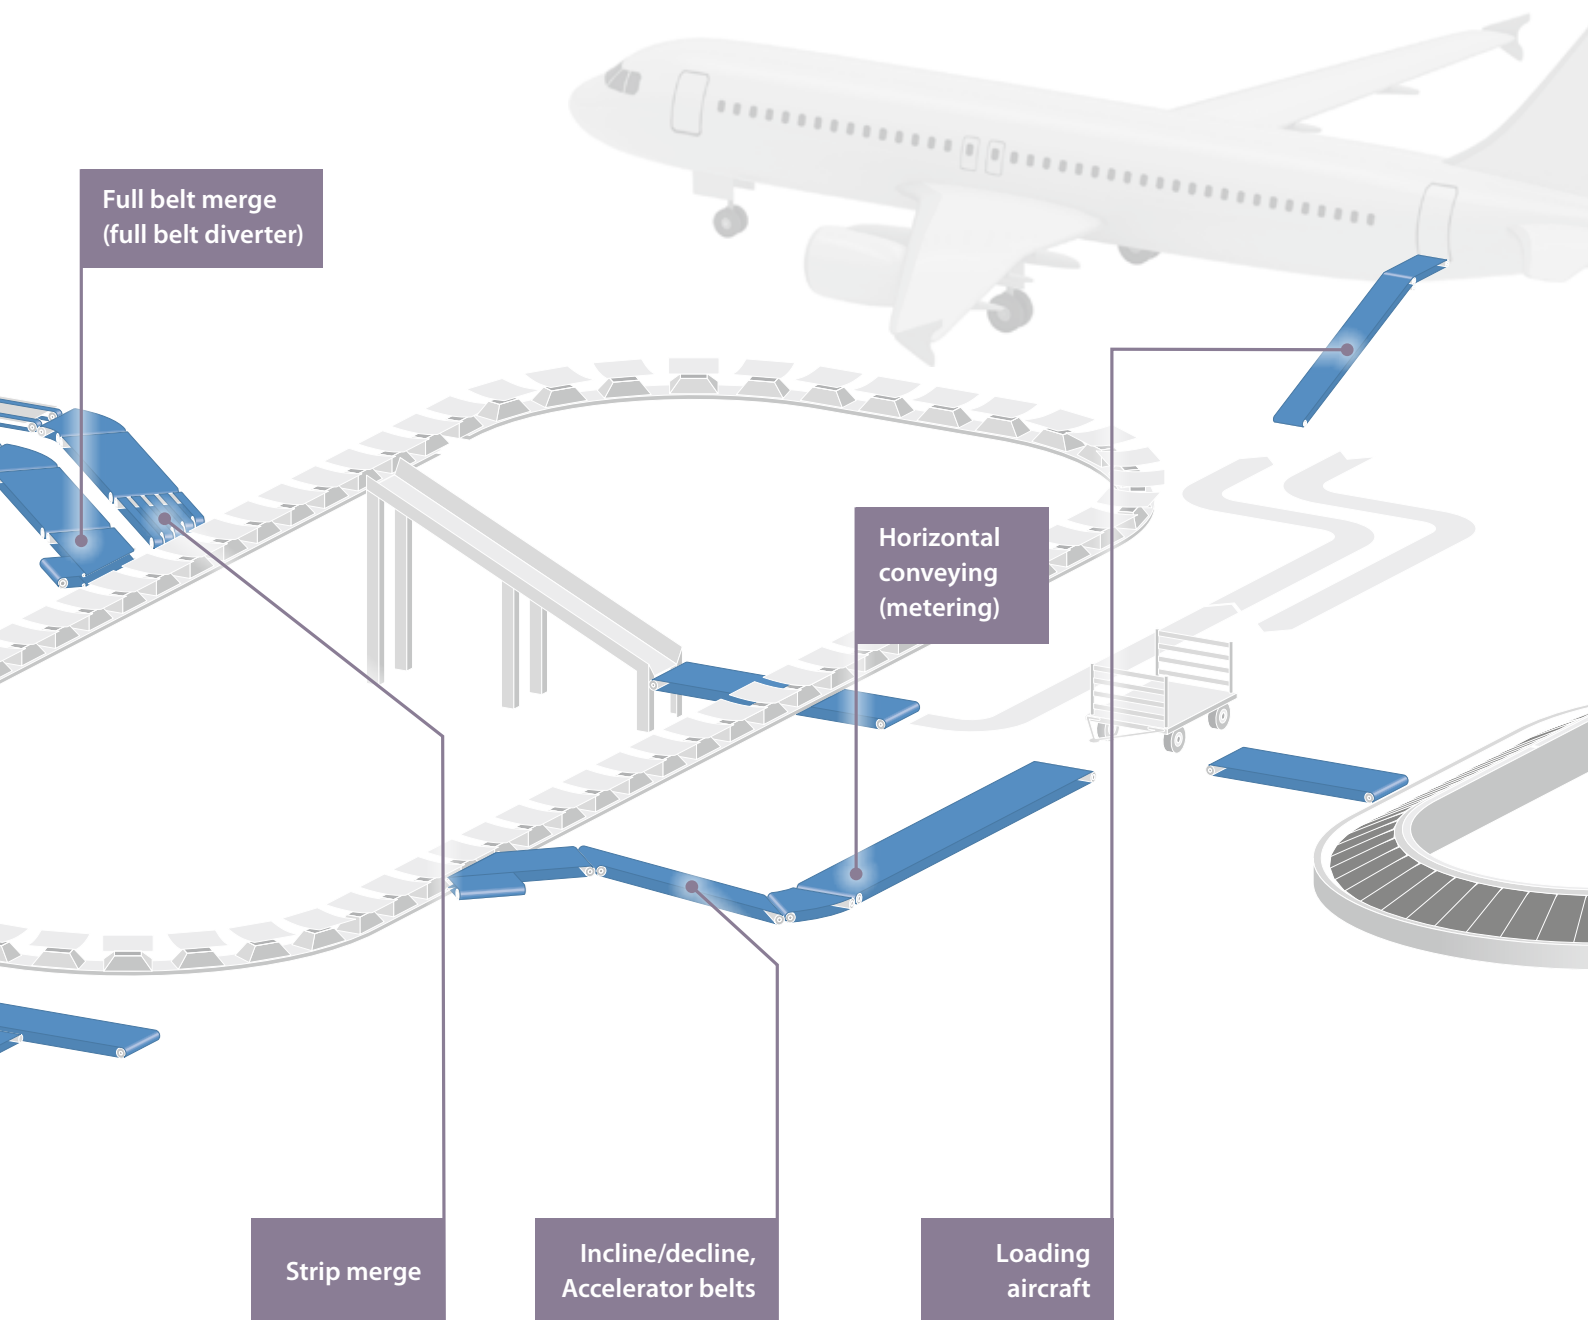 Full belt merge
(full belt diverter)
Horizontal
conveying
(metering)
Strip merge
Incline/decline,
Accelerator belts
Loading
aircraft